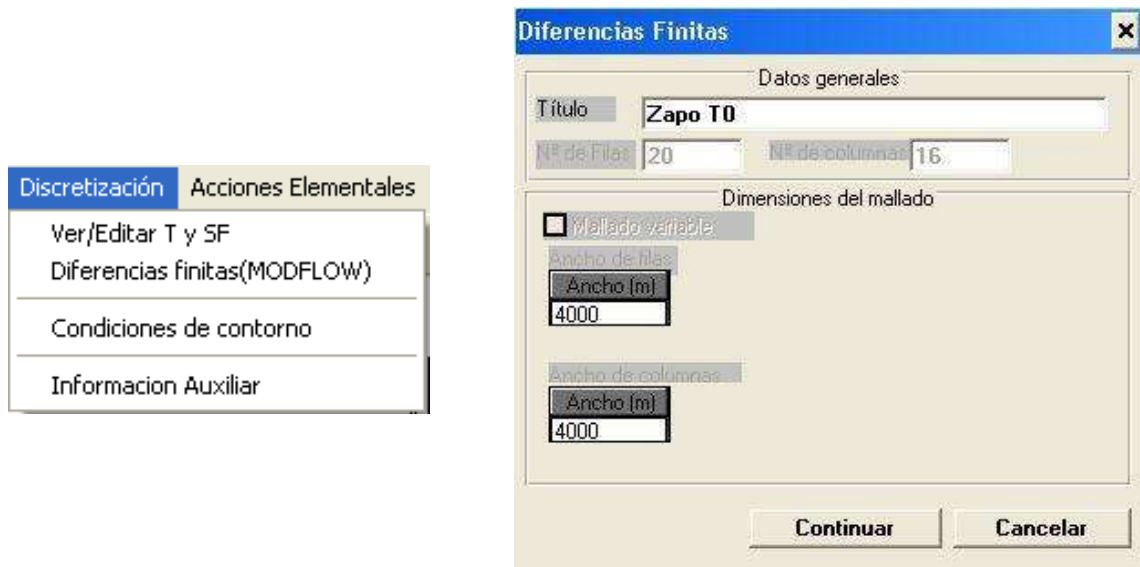 Discretización Acciones Elementales
Ver/Editar T y SF
Diferencias finitas(MODFLOW)
Condiciones de contorno
Informacion Auxiliar
Diferencias Finitas
Datos generales
Título Zapo T0
Nº de Filas 20 Nº de columnas 16
Dimensiones del mallado
Mallado variable
Ancho de filas
Ancho (m)
4000
Ancho de columnas
Ancho (m)
4000
Continuar Cancelar